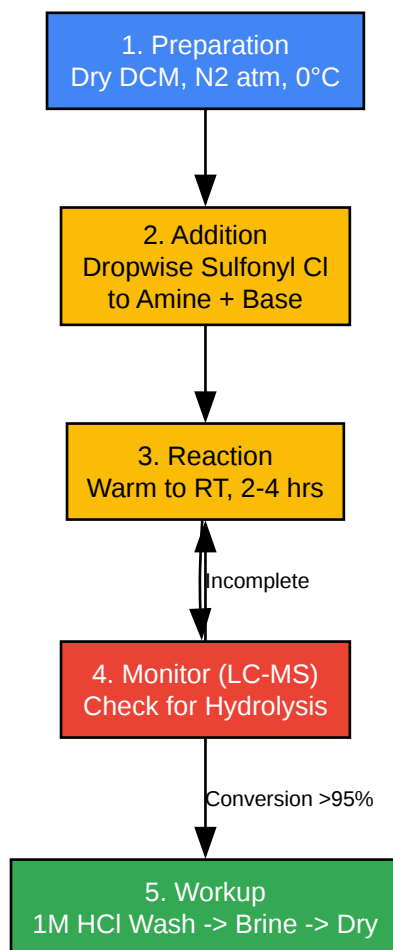 1. Preparation
Dry DCM, N2 atm, 0°C
2. Addition
Dropwise Sulfonyl Cl
to Amine + Base
3. Reaction
Warm to RT, 2-4 hrs
Incomplete
4. Monitor (LC-MS)
Check for Hydrolysis
Conversion >95%
5. Workup
1M HCl Wash -> Brine -> Dry